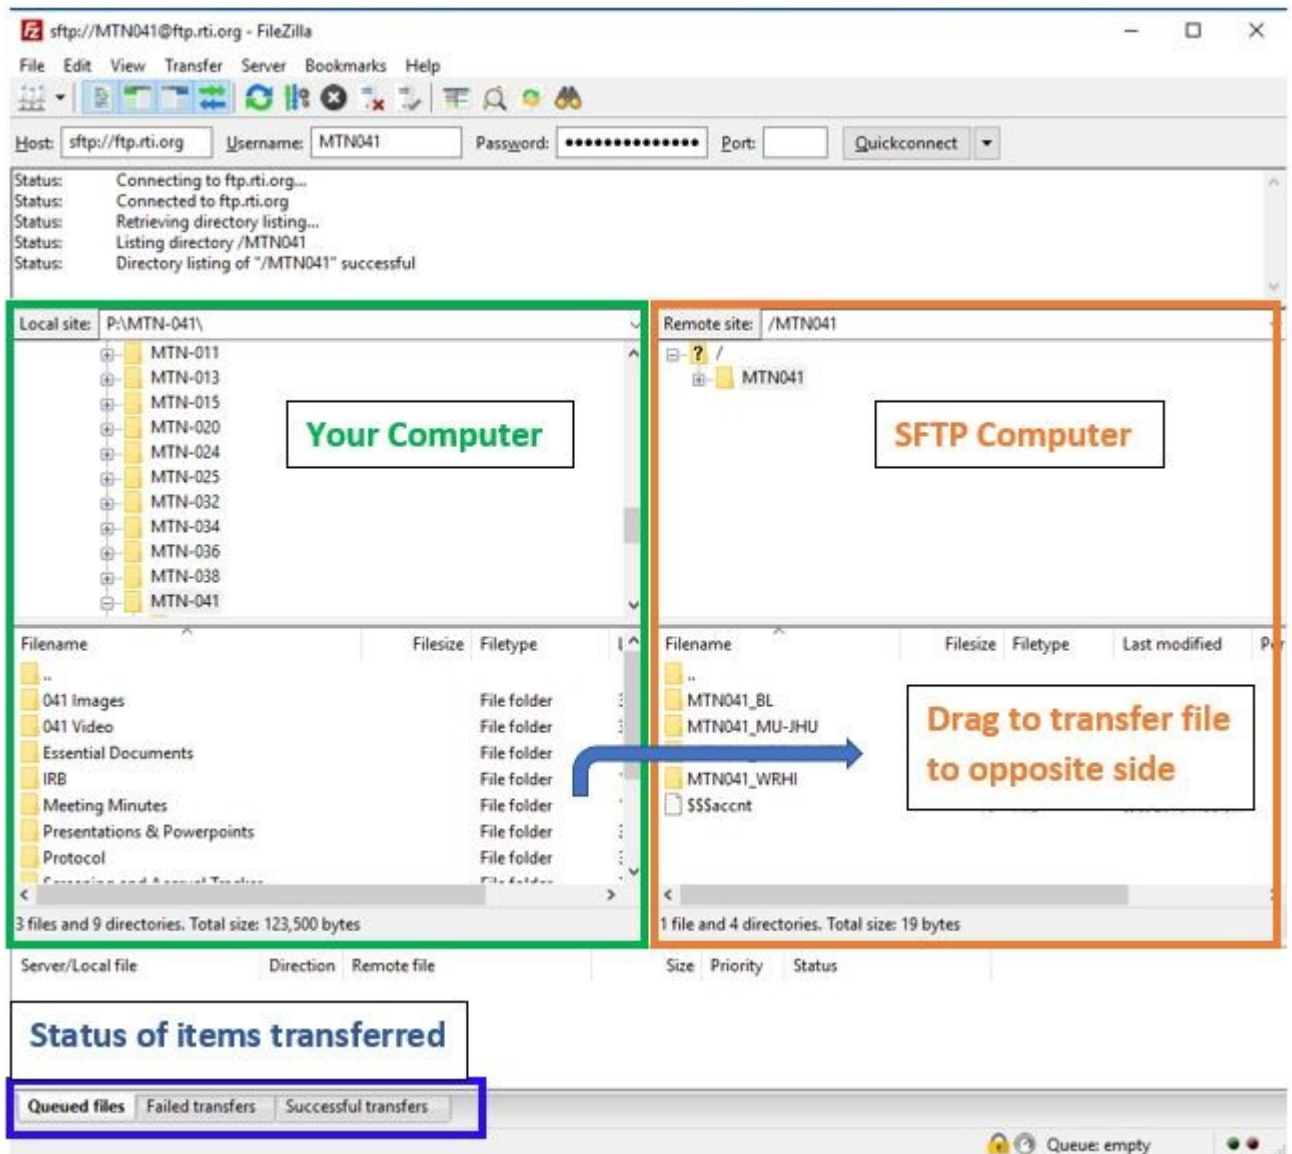 sftp://MTN041@ftp.rti.org - FileZilla
File Edit View Transfer Server Bookmarks Help
Host: sftp://ftp.rti.org Username: MTN041 Password: ●●●●●●●●●●●●●● Port: Quickconnect
Status: Connecting to ftp.rti.org...
Status: Connected to ftp.rti.org
Status: Retrieving directory listing...
Status: Listing directory /MTN041
Status: Directory listing of "/MTN041" successful
Local site: P:\MTN-041\
MTN-011
MTN-013
MTN-015
MTN-020
MTN-024
MTN-025
MTN-032
MTN-034
MTN-036
MTN-038
MTN-041
Your Computer
Filename Filesize Filetype
..
041 Images File folder
041 Video File folder
Essential Documents File folder
IRB File folder
Meeting Minutes File folder
Presentations & Powerpoints File folder
Protocol File folder
3 files and 9 directories. Total size: 123,500 bytes
Remote site: /MTN041
? /
MTN041
SFTP Computer
Filename Filesize Filetype Last modified Per
..
MTN041_BL
MTN041_MU-JHU
MTN041_WRHI
$$$accnt
Drag to transfer file
to opposite side
1 file and 4 directories. Total size: 19 bytes
Server/Local file Direction Remote file Size Priority Status
Status of items transferred
Queued files Failed transfers Successful transfers
Queue: empty